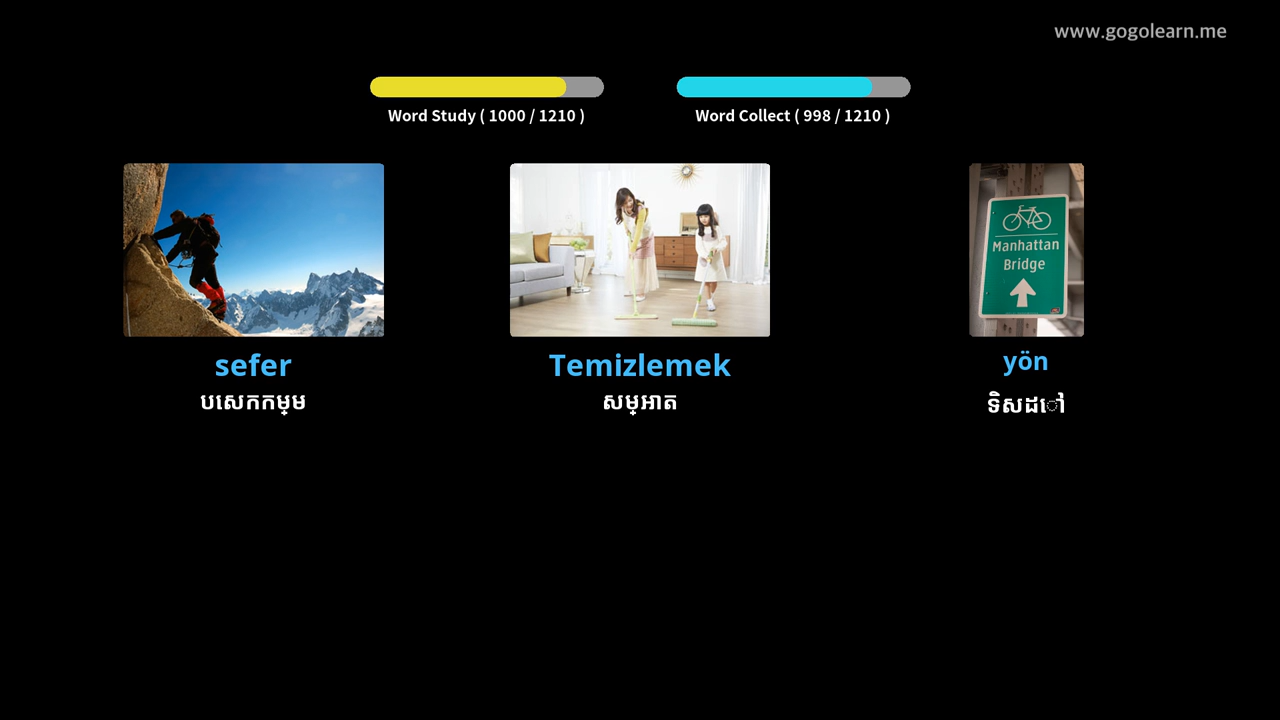 www.gogolearn.me
Word Study ( 1000 / 1210 )
Word Collect ( 998 / 1210 )
Manhattan
Bridge
sefer
Temizlemek
yön
បសេកកម្ម
សម្អាត
ទិសដៅ